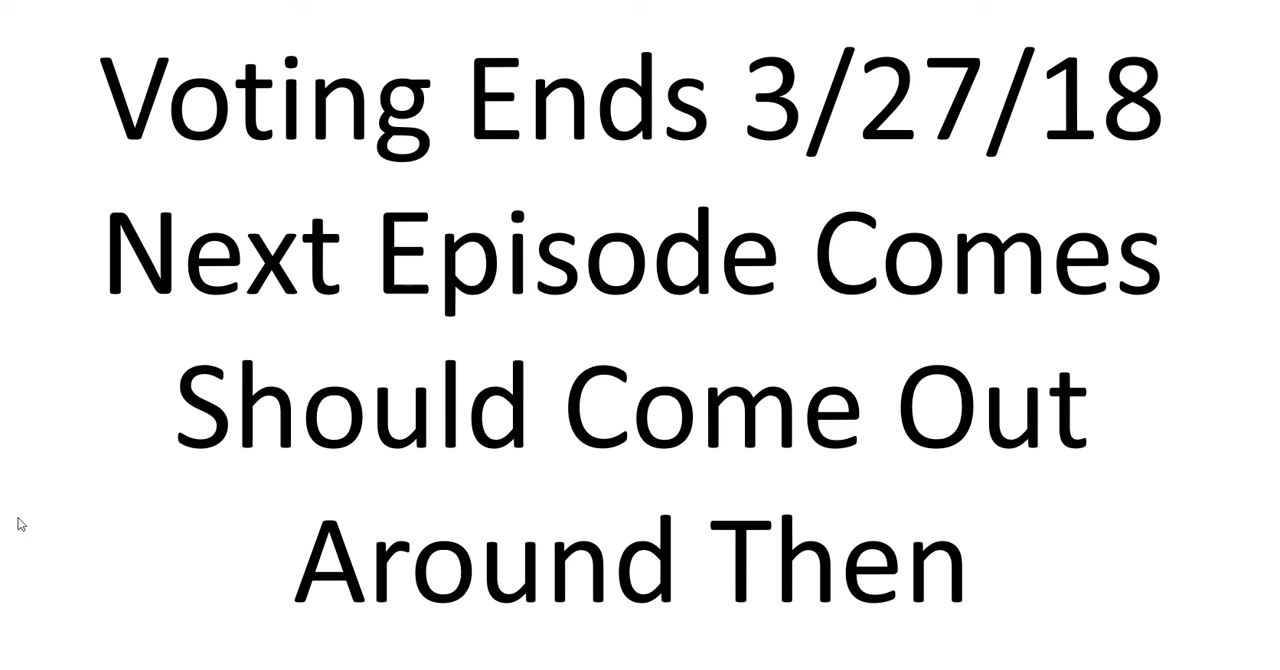 Voting Ends 3/27/18
Next Episode Comes
Should Come Out
Around Then